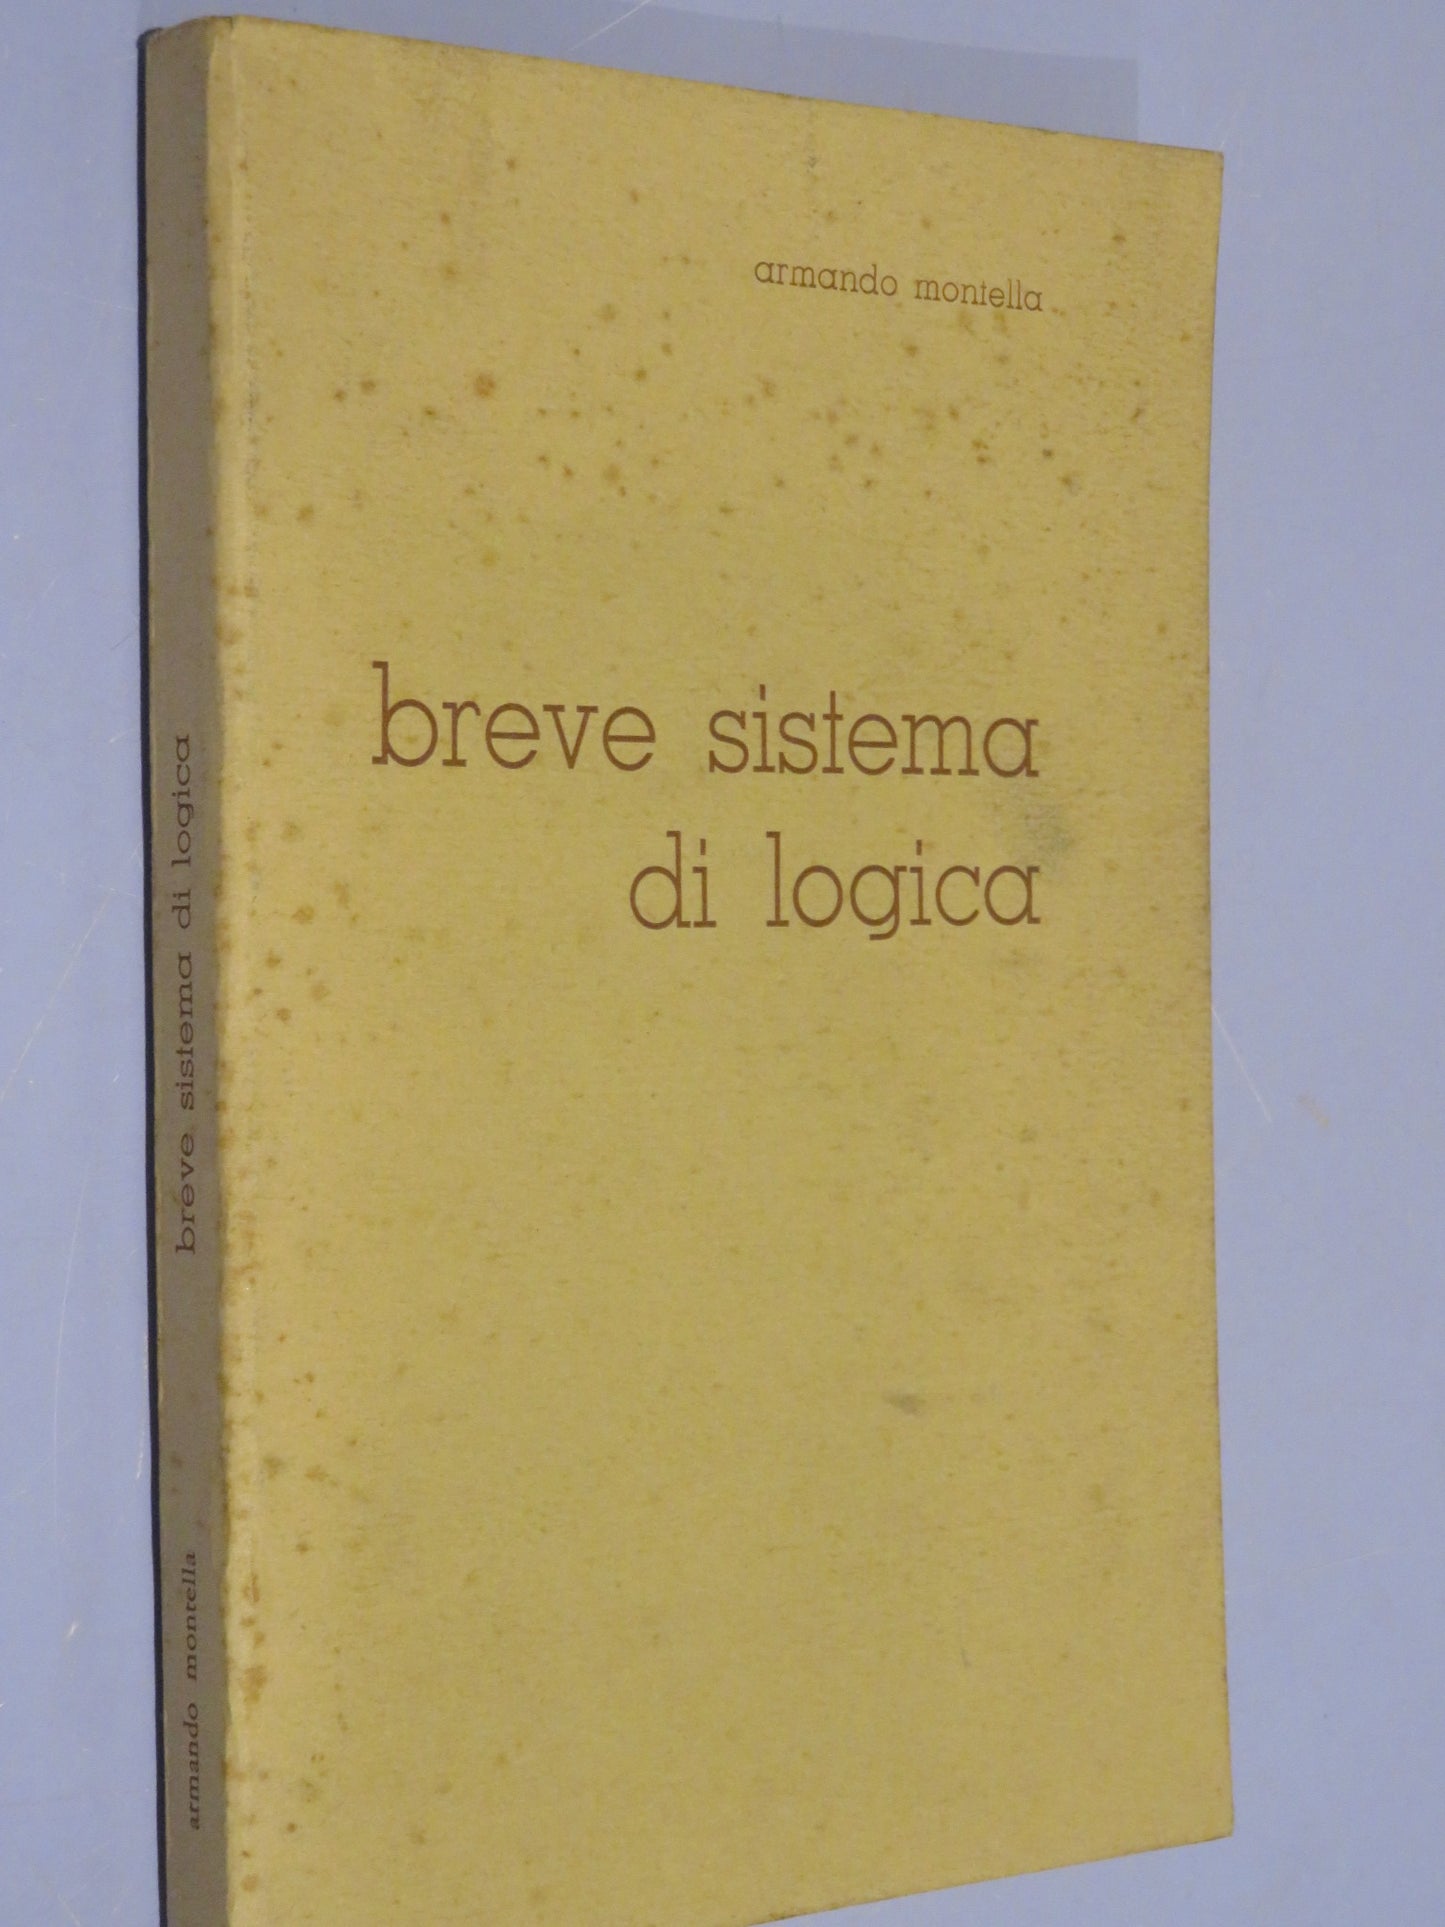 armando montella
breve sistema
di logica
breve sistema di logica
armando montella